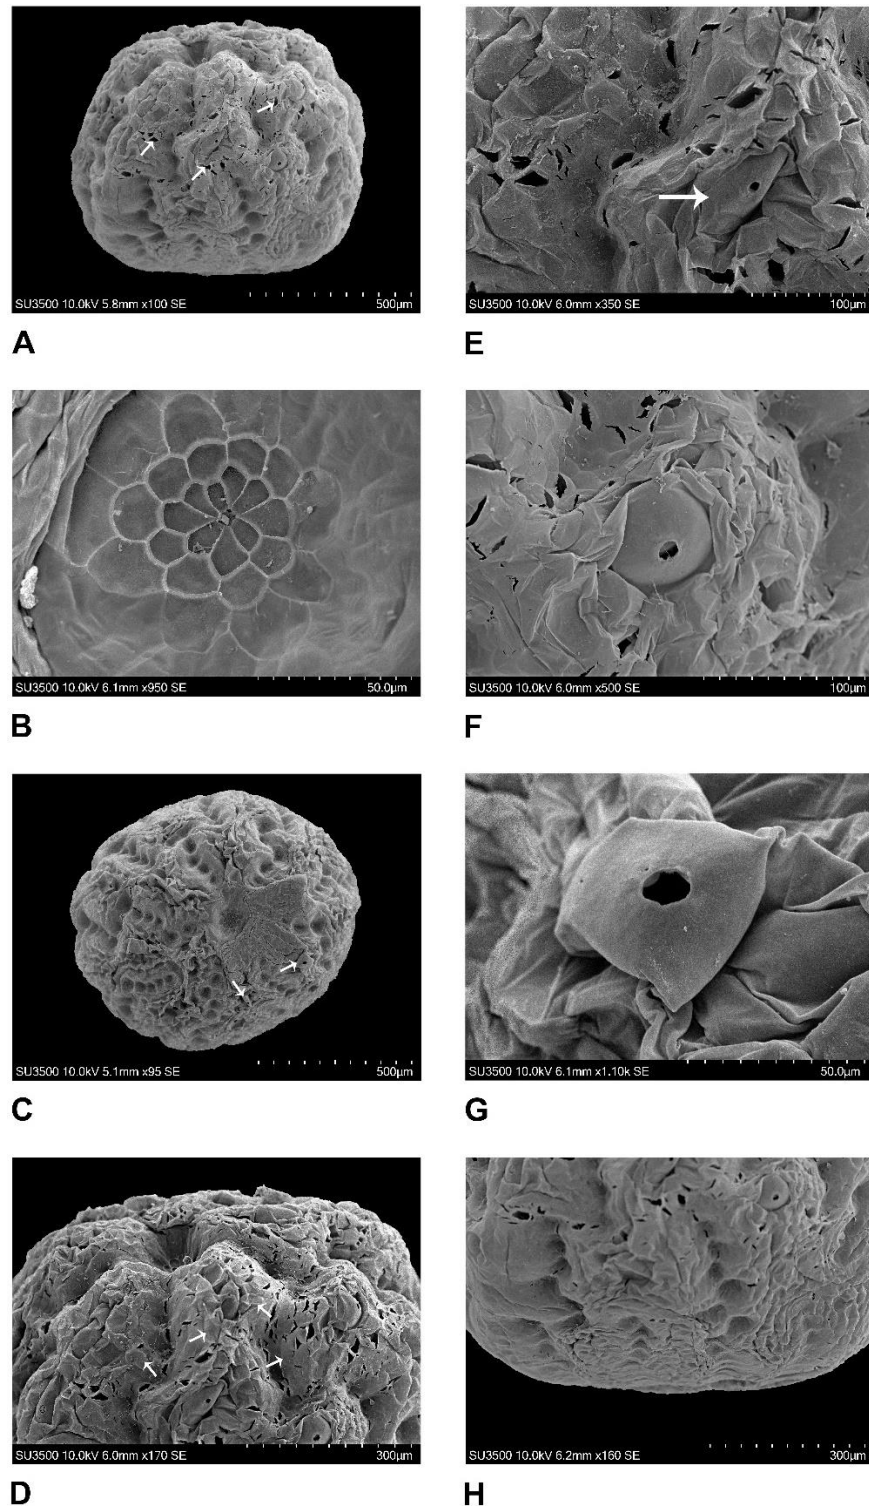 SU3500 10.0kV 5.8mm x100 SE 500µm
A
SU3500 10.0kV 6.1mm x950 SE 50.0µm
B
SU3500 10.0kV 5.1mm x95 SE 500µm
C
SU3500 10.0kV 6.0mm x170 SE 300µm
D
SU3500 10.0kV 6.0mm x350 SE 100µm
E
SU3500 10.0kV 6.0mm x500 SE 100µm
F
SU3500 10.0kV 6.1mm x1.10k SE 50.0µm
G
SU3500 10.0kV 6.2mm x160 SE 300µm
H